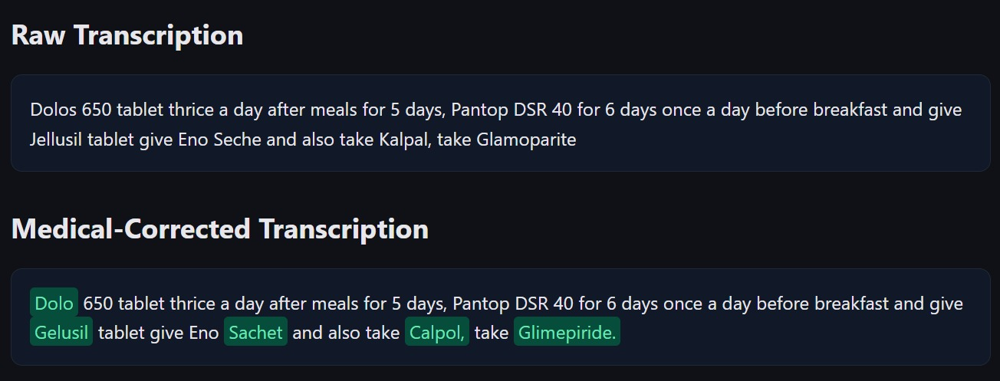 Raw Transcription
Dolos 650 tablet thrice a day after meals for 5 days, Pantop DSR 40 for 6 days once a day before breakfast and give
Jellusil tablet give Eno Seche and also take Kalpal, take Glamoparite
Medical-Corrected Transcription
Dolo 650 tablet thrice a day after meals for 5 days, Pantop DSR 40 for 6 days once a day before breakfast and give
Gelusil tablet give Eno Sachet and also take Calpol, take Glimepiride.